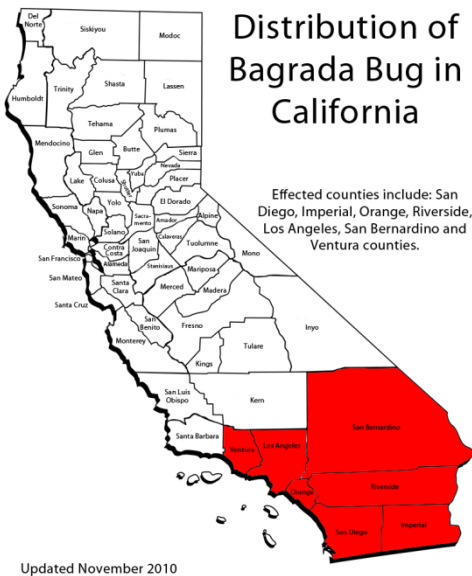 Distribution of
Bagrada Bug in
California
Effected counties include: San
Diego, Imperial, Orange, Riverside,
Los Angeles, San Bernardino and
Ventura counties.
Del
Norte
Siskiyou
Modoc
Humboldt
Trinity
Shasta
Lassen
Tehama
Plumas
Mendocino
Glen
Butte
Sierra
Nevada
Yuba
Placer
Lake
Colusa
Sutter
El Dorado
Sonoma
Napa
Yolo
Sacra-
mento
Amador
Alpine
Solano
Calaveras
Marin
Contra
Costa
San
Joaquin
Tuolumne
Mono
San Francisco
Alameda
Stanislaus
Mariposa
San Mateo
Santa
Clara
Merced
Madera
Santa Cruz
San
Benito
Fresno
Inyo
Monterey
Tulare
Kings
San Luis
Obispo
Kern
Santa Barbara
Ventura
Los Angeles
San Bernardino
Orange
Riverside
San Diego
Imperial
Updated November 2010